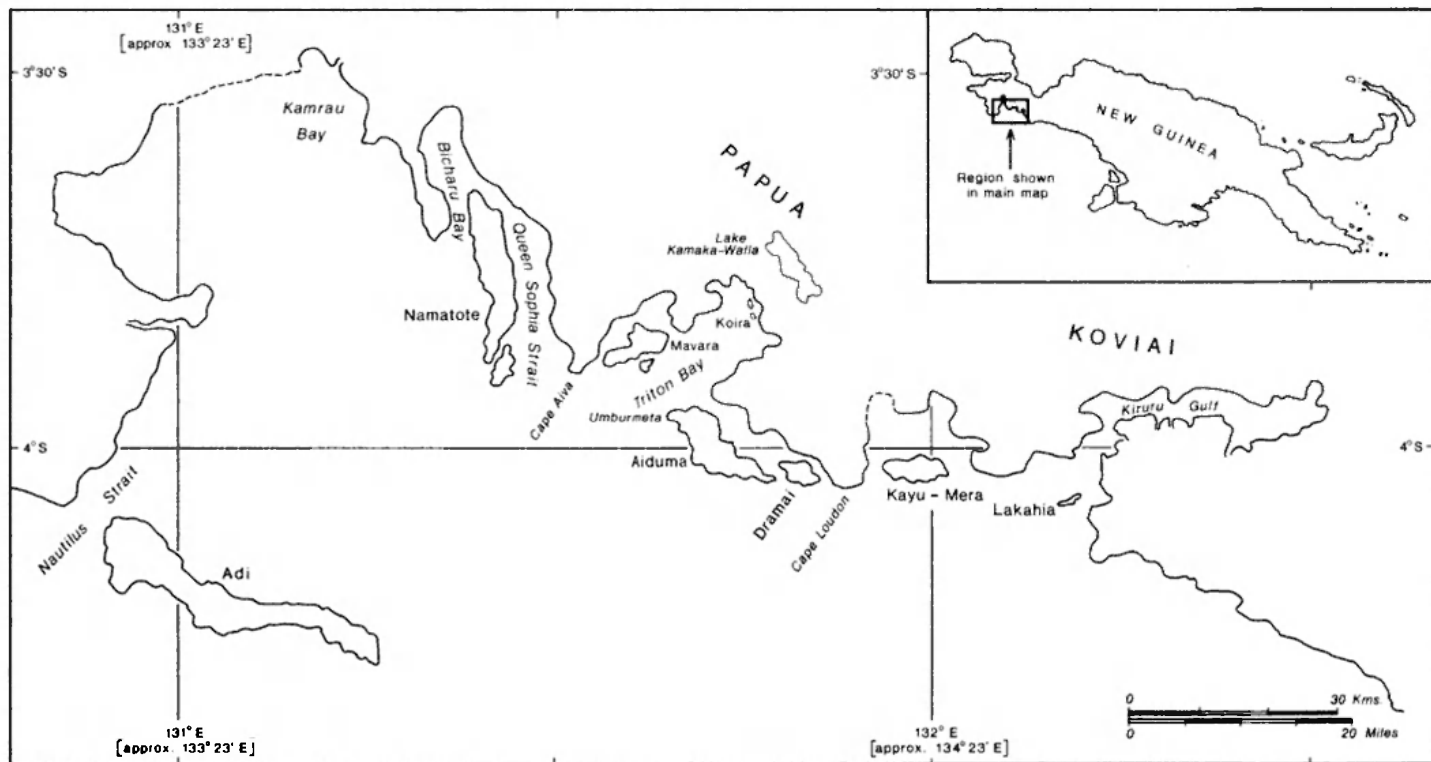 131° E
[approx. 133° 23' E]
3° 30' S
3° 30' S
Kamrau
Bay
Bicharu Bay
PAPUA
NEW GUINEA
Region shown
in main map
Lake
Kamaka-Walla
Queen Sophia Strait
Namatote
Koira
Mavara
KOVIAI
Triton Bay
Cape Aiva
Umburmeta
Kiruru Gulf
4° S
4° S
Aiduma
Nautilus Strait
Dramai
Kayu - Mera
Cape Loudon
Lakahia
Adi
0 30 Kms.
0 20 Miles
131° E
[approx. 133° 23' E]
132° E
[approx. 134° 23' E]